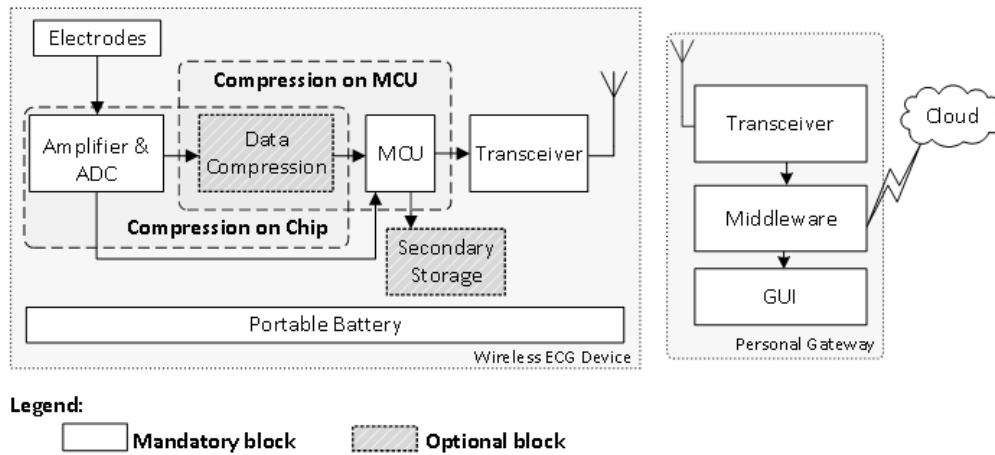 Electrodes
Compression on MCU
Amplifier &
ADC
Data
Compression
MCU
Transceiver
Compression on Chip
Secondary
Storage
Portable Battery
Wireless ECG Device
Transceiver
Cloud
Middleware
GUI
Personal Gateway
Legend:
Mandatory block
Optional block